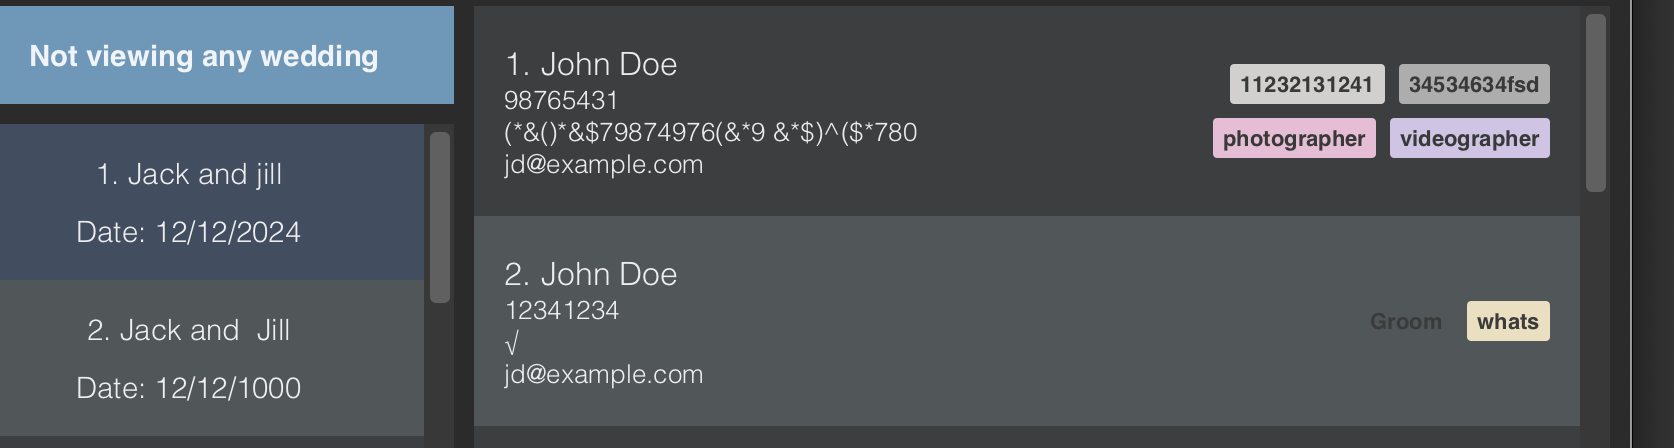 Not viewing any wedding
1. Jack and jill
Date: 12/12/2024
2. Jack and  Jill
Date: 12/12/1000
1. John Doe
98765431
(*&()*&$79874976(&*9 &*$)^($*780
jd@example.com
11232131241 34534634fsd
photographer videographer
2. John Doe
12341234
√
jd@example.com
Groom whats